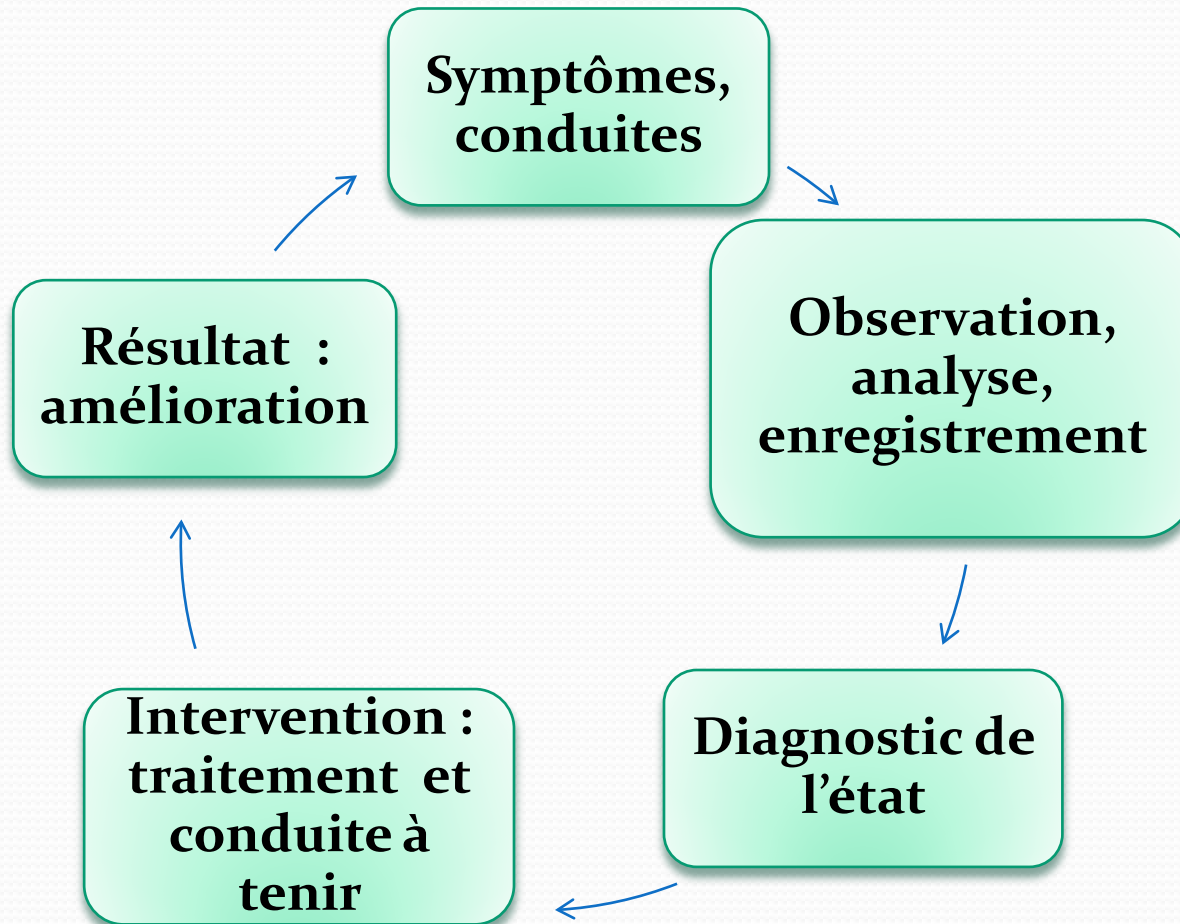 Symptômes,
conduites
Observation,
analyse,
enregistrement
Diagnostic de
l’état
Intervention :
traitement et
conduite à
tenir
Résultat :
amélioration